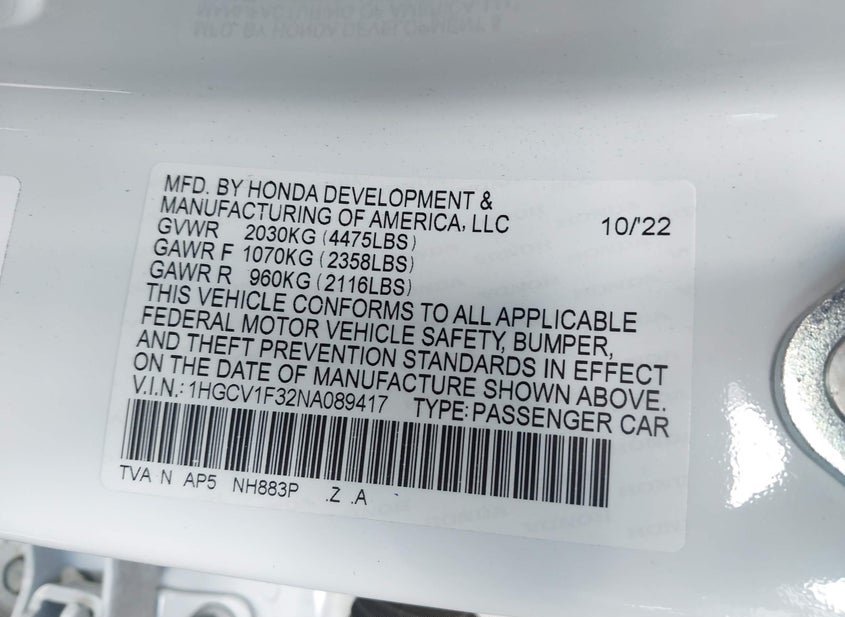 MFD. BY HONDA DEVELOPMENT &
MANUFACTURING OF AMERICA, LLC 10/'22
GVWR 2030KG (4475LBS)
GAWR F 1070KG (2358LBS)
GAWR R 960KG (2116LBS)
THIS VEHICLE CONFORMS TO ALL APPLICABLE
FEDERAL MOTOR VEHICLE SAFETY, BUMPER,
AND THEFT PREVENTION STANDARDS IN EFFECT
ON THE DATE OF MANUFACTURE SHOWN ABOVE.
V.I.N.: 1HGCV1F32NA089417 TYPE: PASSENGER CAR
TVA N AP5 NH883P .Z .A